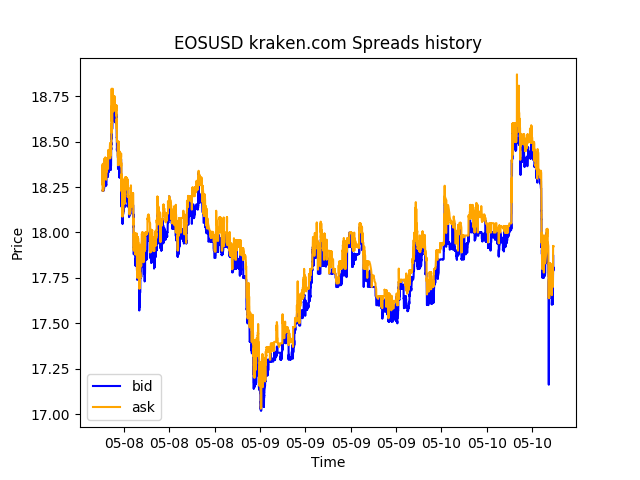 EOSUSD kraken.com Spreads history
Price
18.75
18.50
18.25
18.00
17.75
17.50
17.25
17.00
bid
ask
05-08 05-08 05-08 05-09 05-09 05-09 05-09 05-10 05-10 05-10
Time